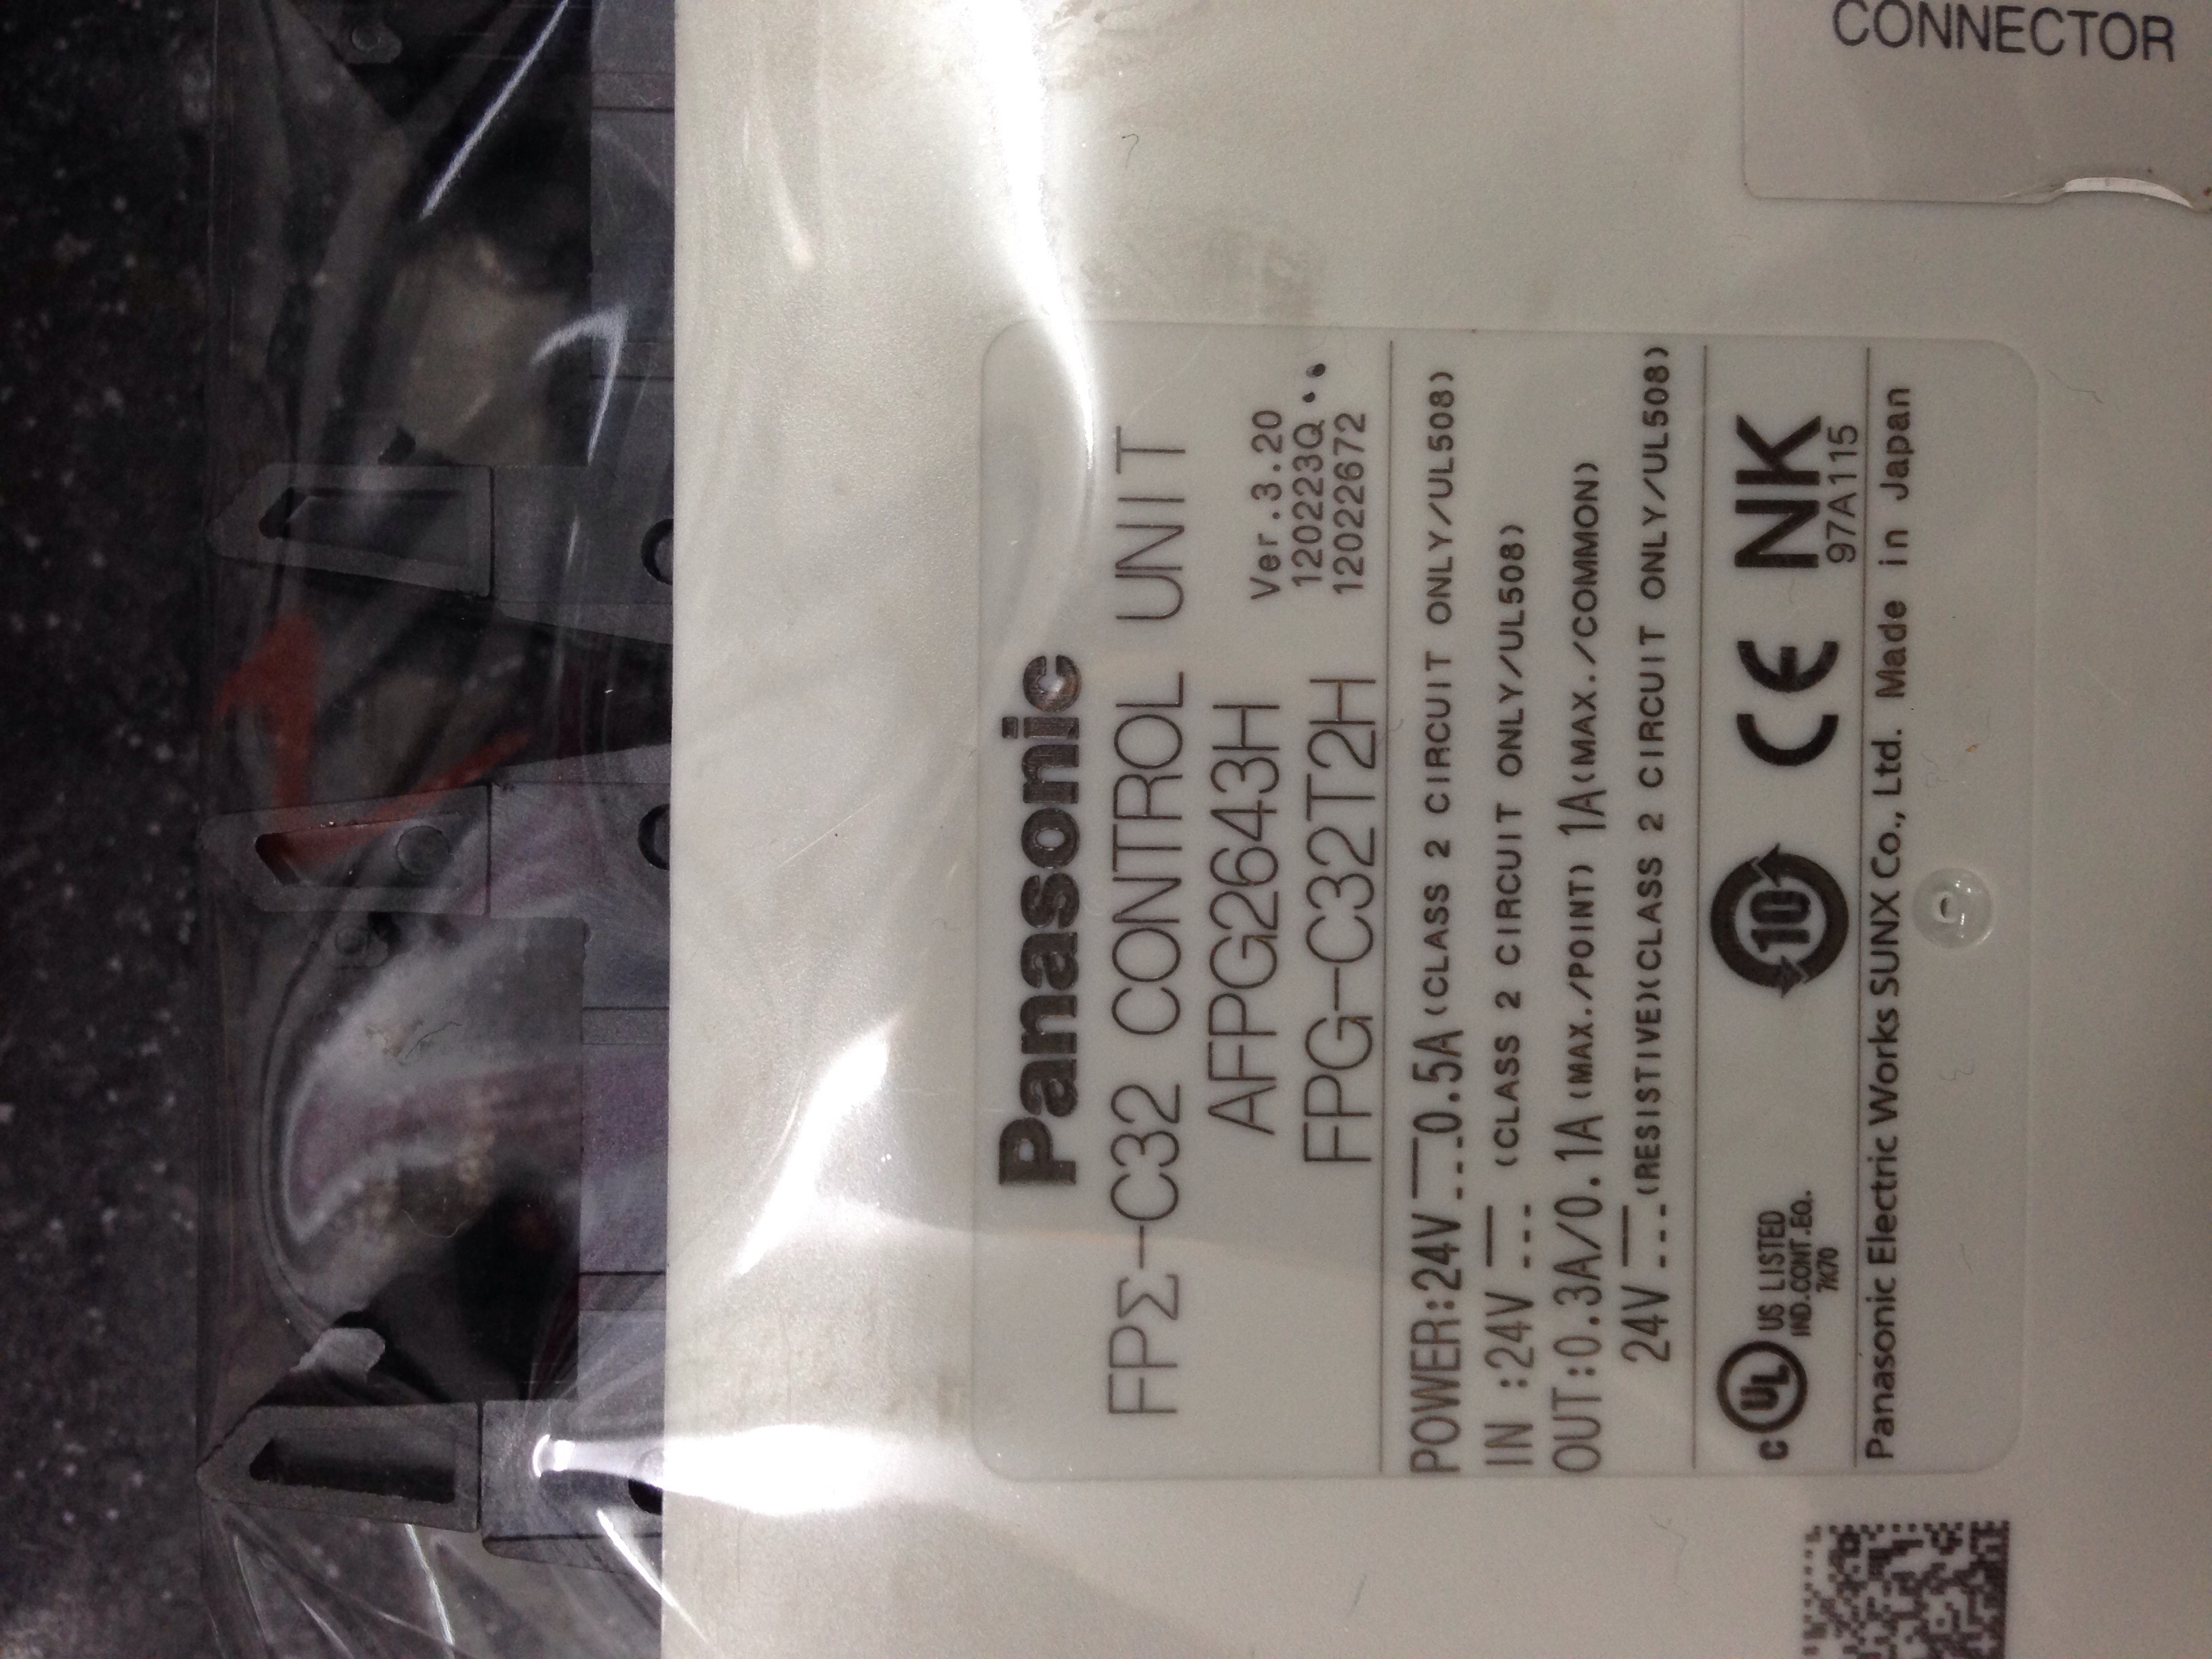 CONNECTOR
Panasonic
FPΣ-C32 CONTROL UNIT
AFPG2643H
Ver.3.20
120223Q
FPG-C32T2H
12022672
POWER:24V⎓0.5A(CLASS 2 CIRCUIT ONLY/UL508)
IN :24V⎓ (CLASS 2 CIRCUIT ONLY/UL508)
OUT:0.3A/0.1A(MAX./POINT) 1A(MAX./COMMON)
24V⎓(RESISTIVE)(CLASS 2 CIRCUIT ONLY/UL508)
C UL US LISTED
IND.CONT.EQ.
7K70
10
CE
NK
97A115
Panasonic Electric Works SUNX Co., Ltd. Made in Japan